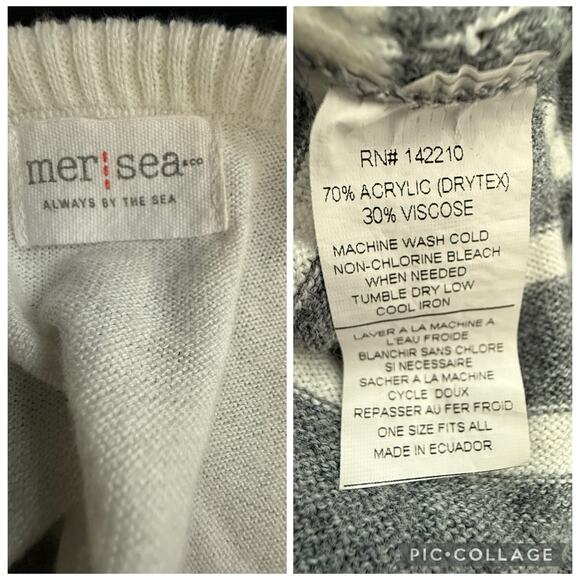 mer sea & co
ALWAYS BY THE SEA
RN# 142210
70% ACRYLIC (DRYTEX)
30% VISCOSE
MACHINE WASH COLD
NON-CHLORINE BLEACH
WHEN NEEDED
TUMBLE DRY LOW
COOL IRON
LAVER A LA MACHINE A
L'EAU FROIDE
BLANCHIR SANS CHLORE
SI NECESSAIRE
SACHER A LA MACHINE
CYCLE DOUX
REPASSER AU FER FROID
ONE SIZE FITS ALL
MADE IN ECUADOR
PIC•COLLAGE